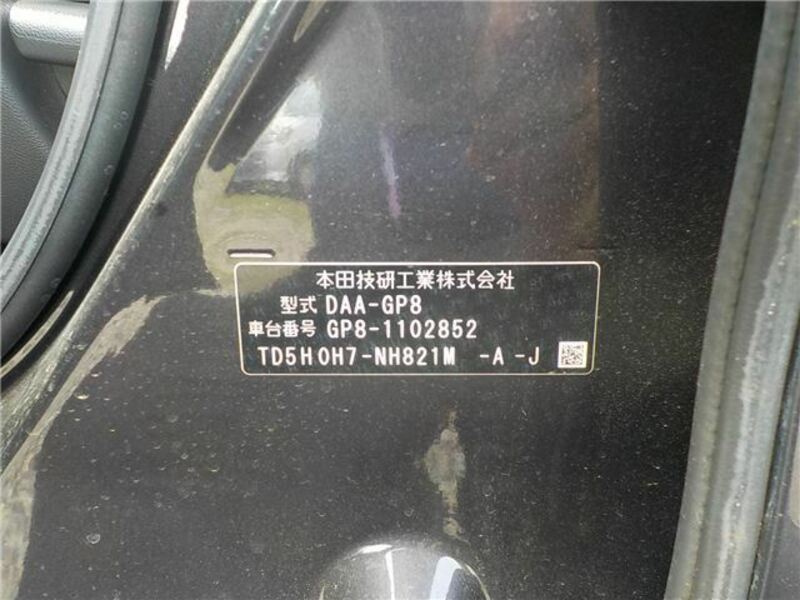 本田技研工業株式会社
型式 DAA-GP8
車台番号 GP8-1102852
TD5H0H7-NH821M -A-J